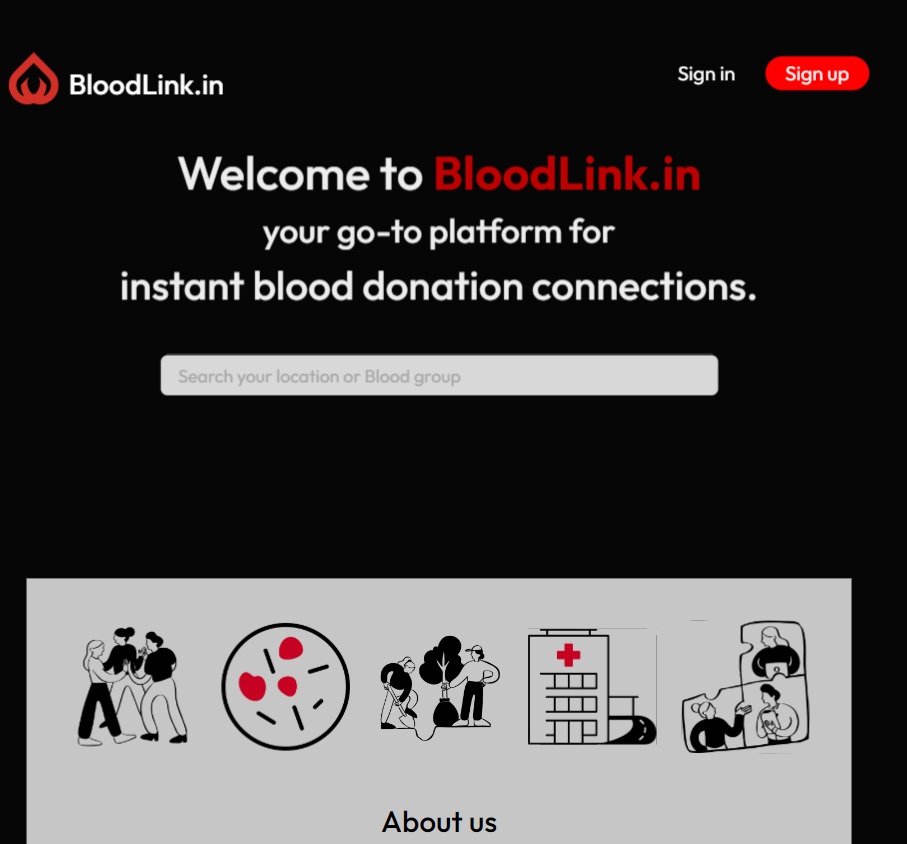 BloodLink.in
Sign in
Sign up
Welcome to BloodLink.in
your go-to platform for
instant blood donation connections.
Search your location or Blood group
About us